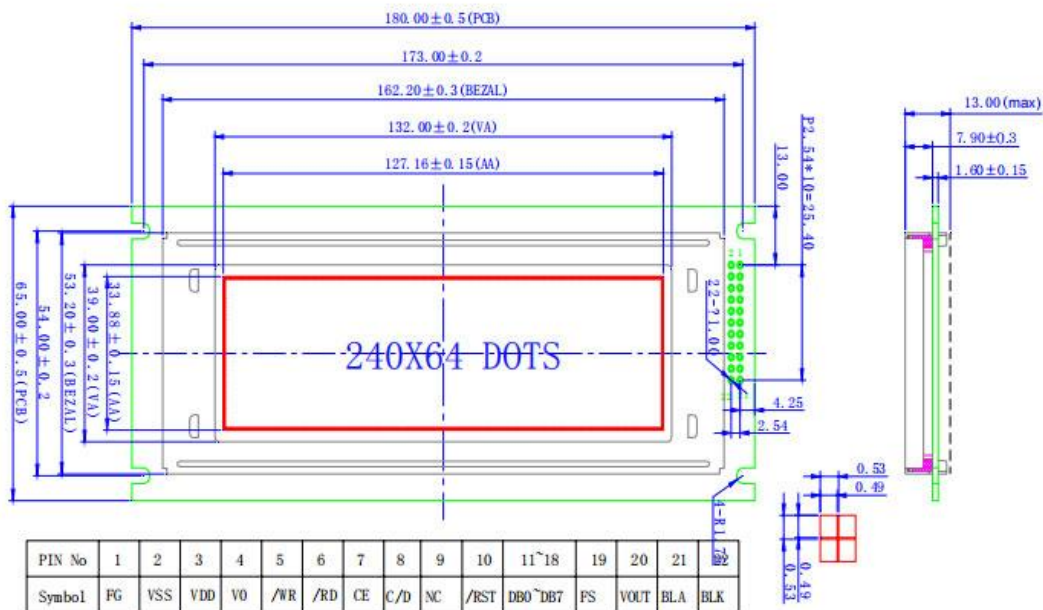 180.00±0.5(PCB)
173.00±0.2
162.20±0.3(BEZAL)
132.00±0.2(VA)
127.16±0.15(AA)
13.00(max)
7.90±0.3
1.60±0.15
P2.54*10=25.40
13.00
65.00±0.5(PCB)
54.00±0.2
53.20±0.3(BEZAL)
39.00±0.2(VA)
33.88±0.15(AA)
240X64 DOTS
22-?1.00
4.25
2.54
4-R1.75
0.53
0.49
0.49
0.53
PIN No 1 2 3 4 5 6 7 8 9 10 11~18 19 20 21 22
Symbol FG VSS VDD V0 /WR /RD CE C/D NC /RST DB0~DB7 FS VOUT BLA BLK